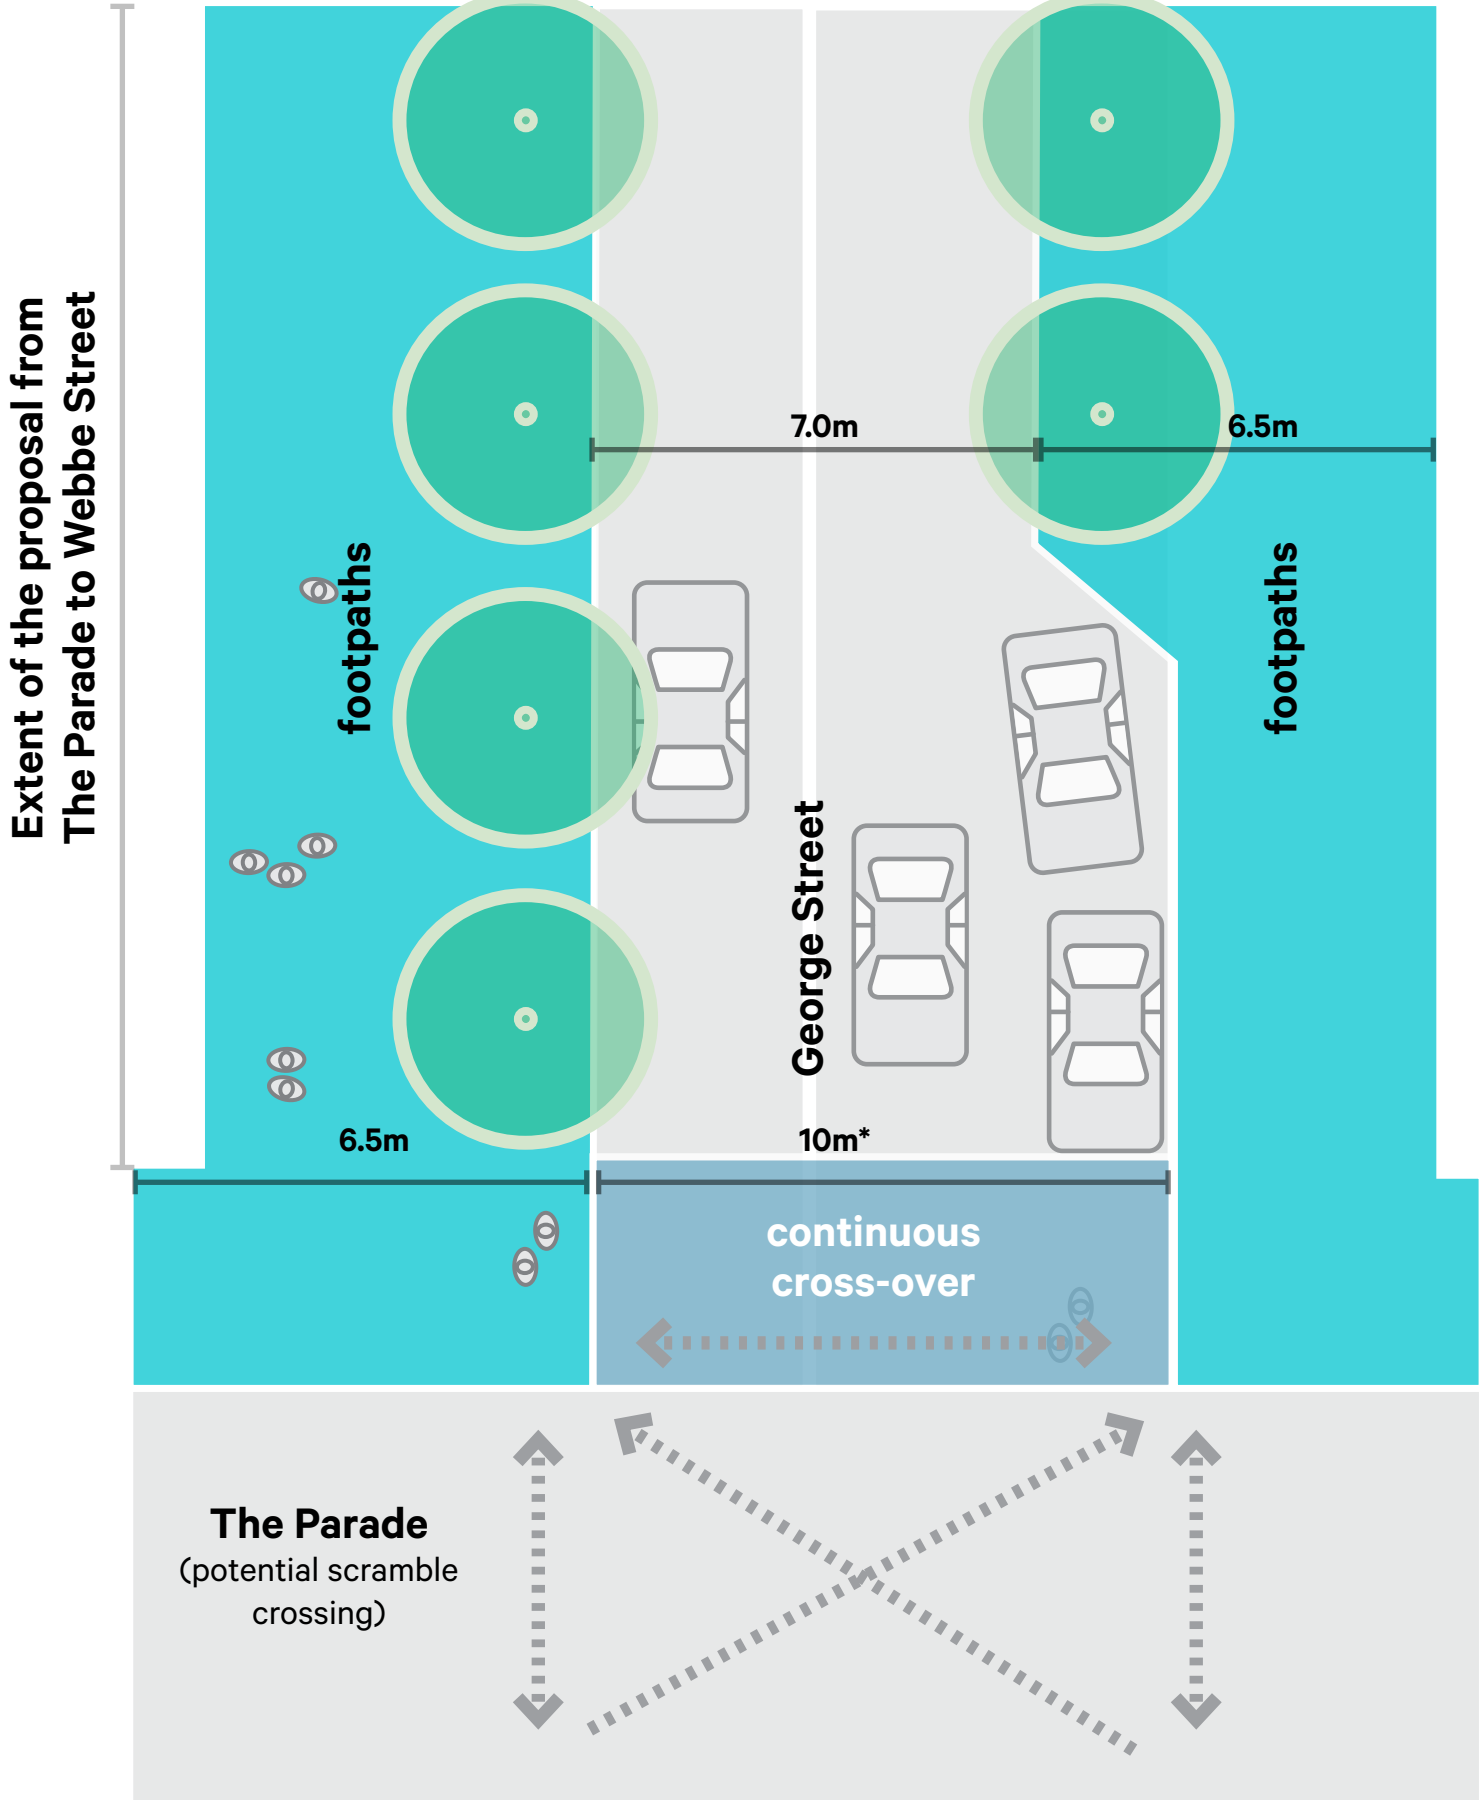 Extent of the proposal from
The Parade to Webbe Street
7.0m
6.5m
footpaths
footpaths
George Street
6.5m
10m*
continuous
cross-over
The Parade
(potential scramble
crossing)